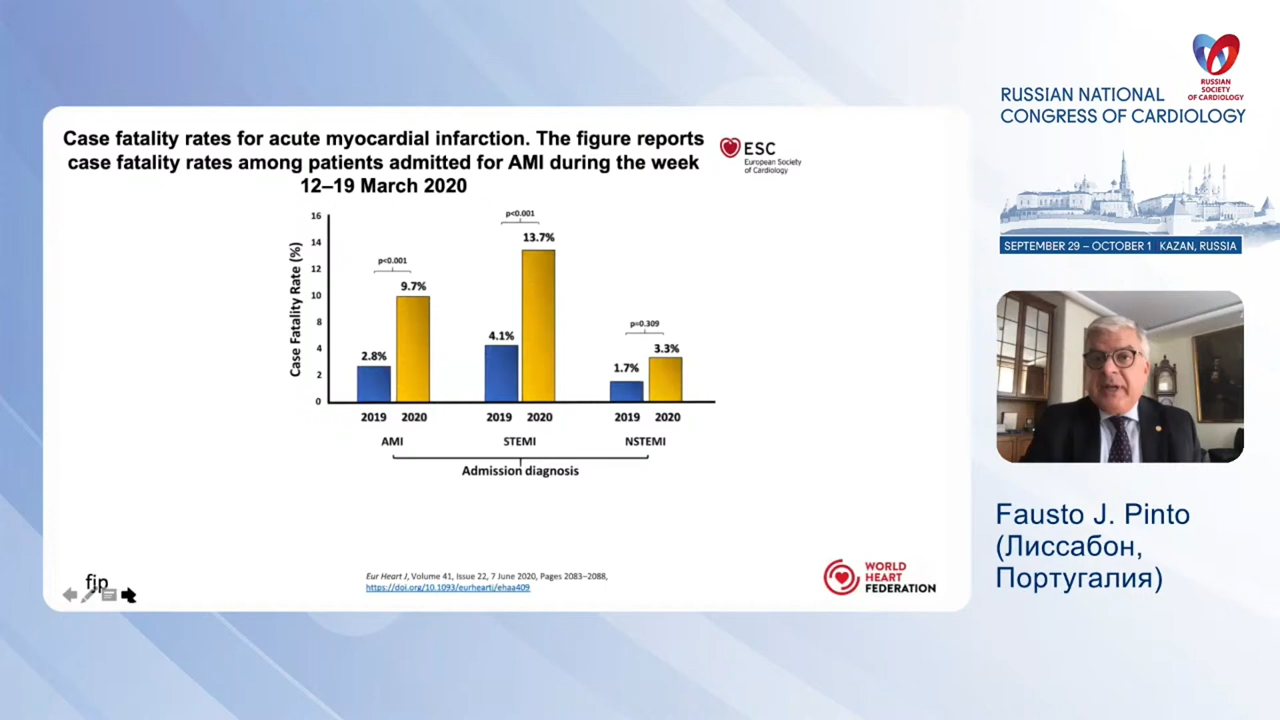 Case fatality rates for acute myocardial infarction. The figure reports
case fatality rates among patients admitted for AMI during the week
12–19 March 2020
ESC
European Society
of Cardiology
Case Fatality Rate (%)
16
14
12
10
8
6
4
2
0
p<0.001
2.8%
9.7%
p<0.001
4.1%
13.7%
p=0.309
1.7%
3.3%
2019 2020 2019 2020 2019 2020
AMI STEMI NSTEMI
Admission diagnosis
fjp
Eur Heart J, Volume 41, Issue 22, 7 June 2020, Pages 2083–2088,
https://doi.org/10.1093/eurheartj/ehaa409
WORLD
HEART
FEDERATION
RUSSIAN
SOCIETY
OF CARDIOLOGY
RUSSIAN NATIONAL
CONGRESS OF CARDIOLOGY
SEPTEMBER 29 – OCTOBER 1 KAZAN, RUSSIA
Fausto J. Pinto
(Лиссабон,
Португалия)